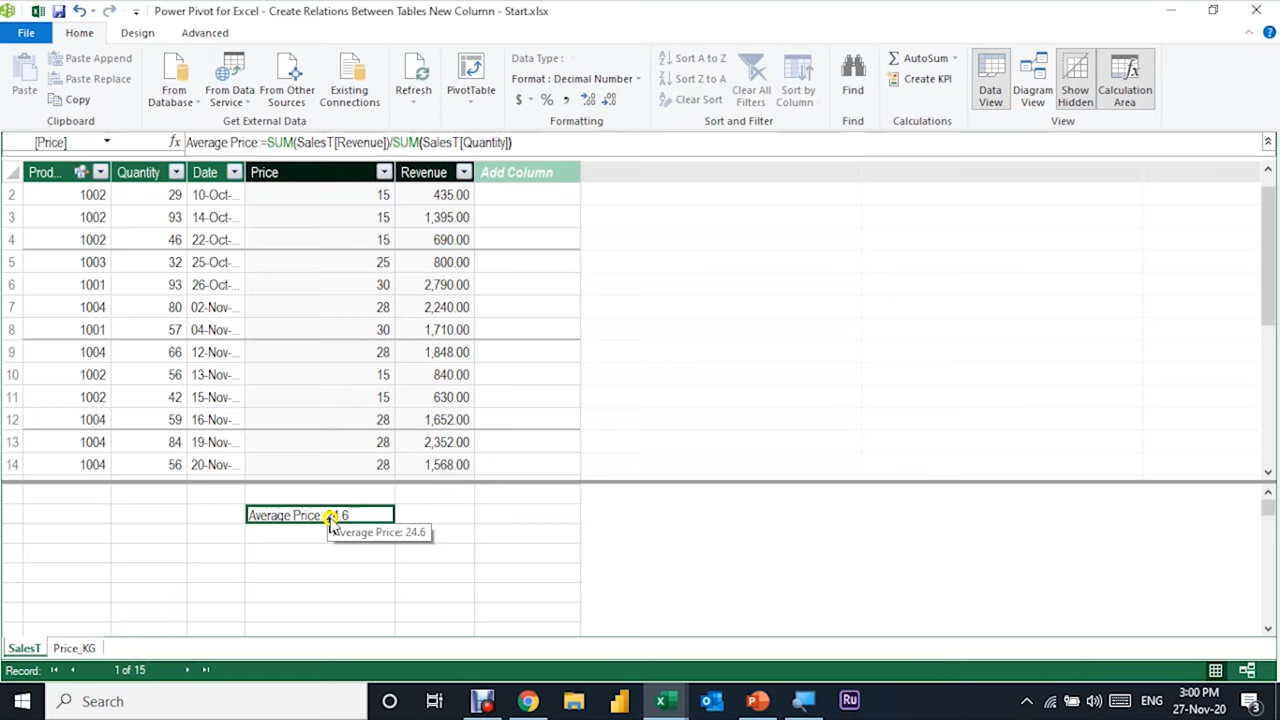 Power Pivot for Excel - Create Relations Between Tables New Column - Start.xlsx
File Home Design Advanced
Paste
Paste Append
Paste Replace
Copy
Clipboard
From Database
From Data Service
From Other Sources
Existing Connections
Get External Data
Refresh
PivotTable
Data Type :
Format : Decimal Number
$ % ,
Formatting
Sort A to Z
Sort Z to A
Clear Sort
Clear All Filters
Sort by Column
Sort and Filter
Find
Find
AutoSum
Create KPI
Calculations
Data View
Diagram View
Show Hidden
Calculation Area
View
[Price] fx Average Price:=SUM(SalesT[Revenue])/SUM(SalesT[Quantity])
Prod... Quantity Date Price Revenue Add Column
2 1002 29 10-Oct-... 15 435.00
3 1002 93 14-Oct-... 15 1,395.00
4 1002 46 22-Oct-... 15 690.00
5 1003 32 25-Oct-... 25 800.00
6 1001 93 26-Oct-... 30 2,790.00
7 1004 80 02-Nov-... 28 2,240.00
8 1001 57 04-Nov-... 30 1,710.00
9 1004 66 12-Nov-... 28 1,848.00
10 1002 56 13-Nov-... 15 840.00
11 1002 42 15-Nov-... 15 630.00
12 1004 59 16-Nov-... 28 1,652.00
13 1004 84 19-Nov-... 28 2,352.00
14 1004 56 20-Nov-... 28 1,568.00
Average Price: 24.6
Average Price: 24.6
SalesT Price_KG
Record: 1 of 15
Search
Ru
ENG
3:00 PM
27-Nov-20
3